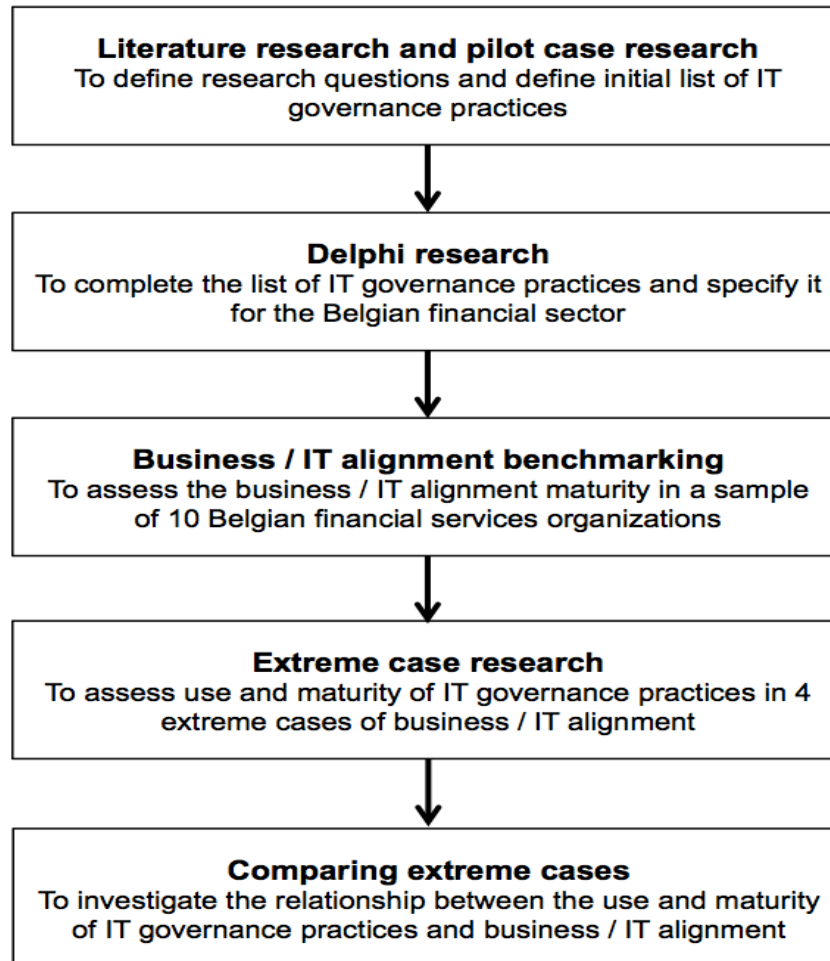 Literature research and pilot case research
To define research questions and define initial list of IT
governance practices
Delphi research
To complete the list of IT governance practices and specify it
for the Belgian financial sector
Business / IT alignment benchmarking
To assess the business / IT alignment maturity in a sample
of 10 Belgian financial services organizations
Extreme case research
To assess use and maturity of IT governance practices in 4
extreme cases of business / IT alignment
Comparing extreme cases
To investigate the relationship between the use and maturity
of IT governance practices and business / IT alignment